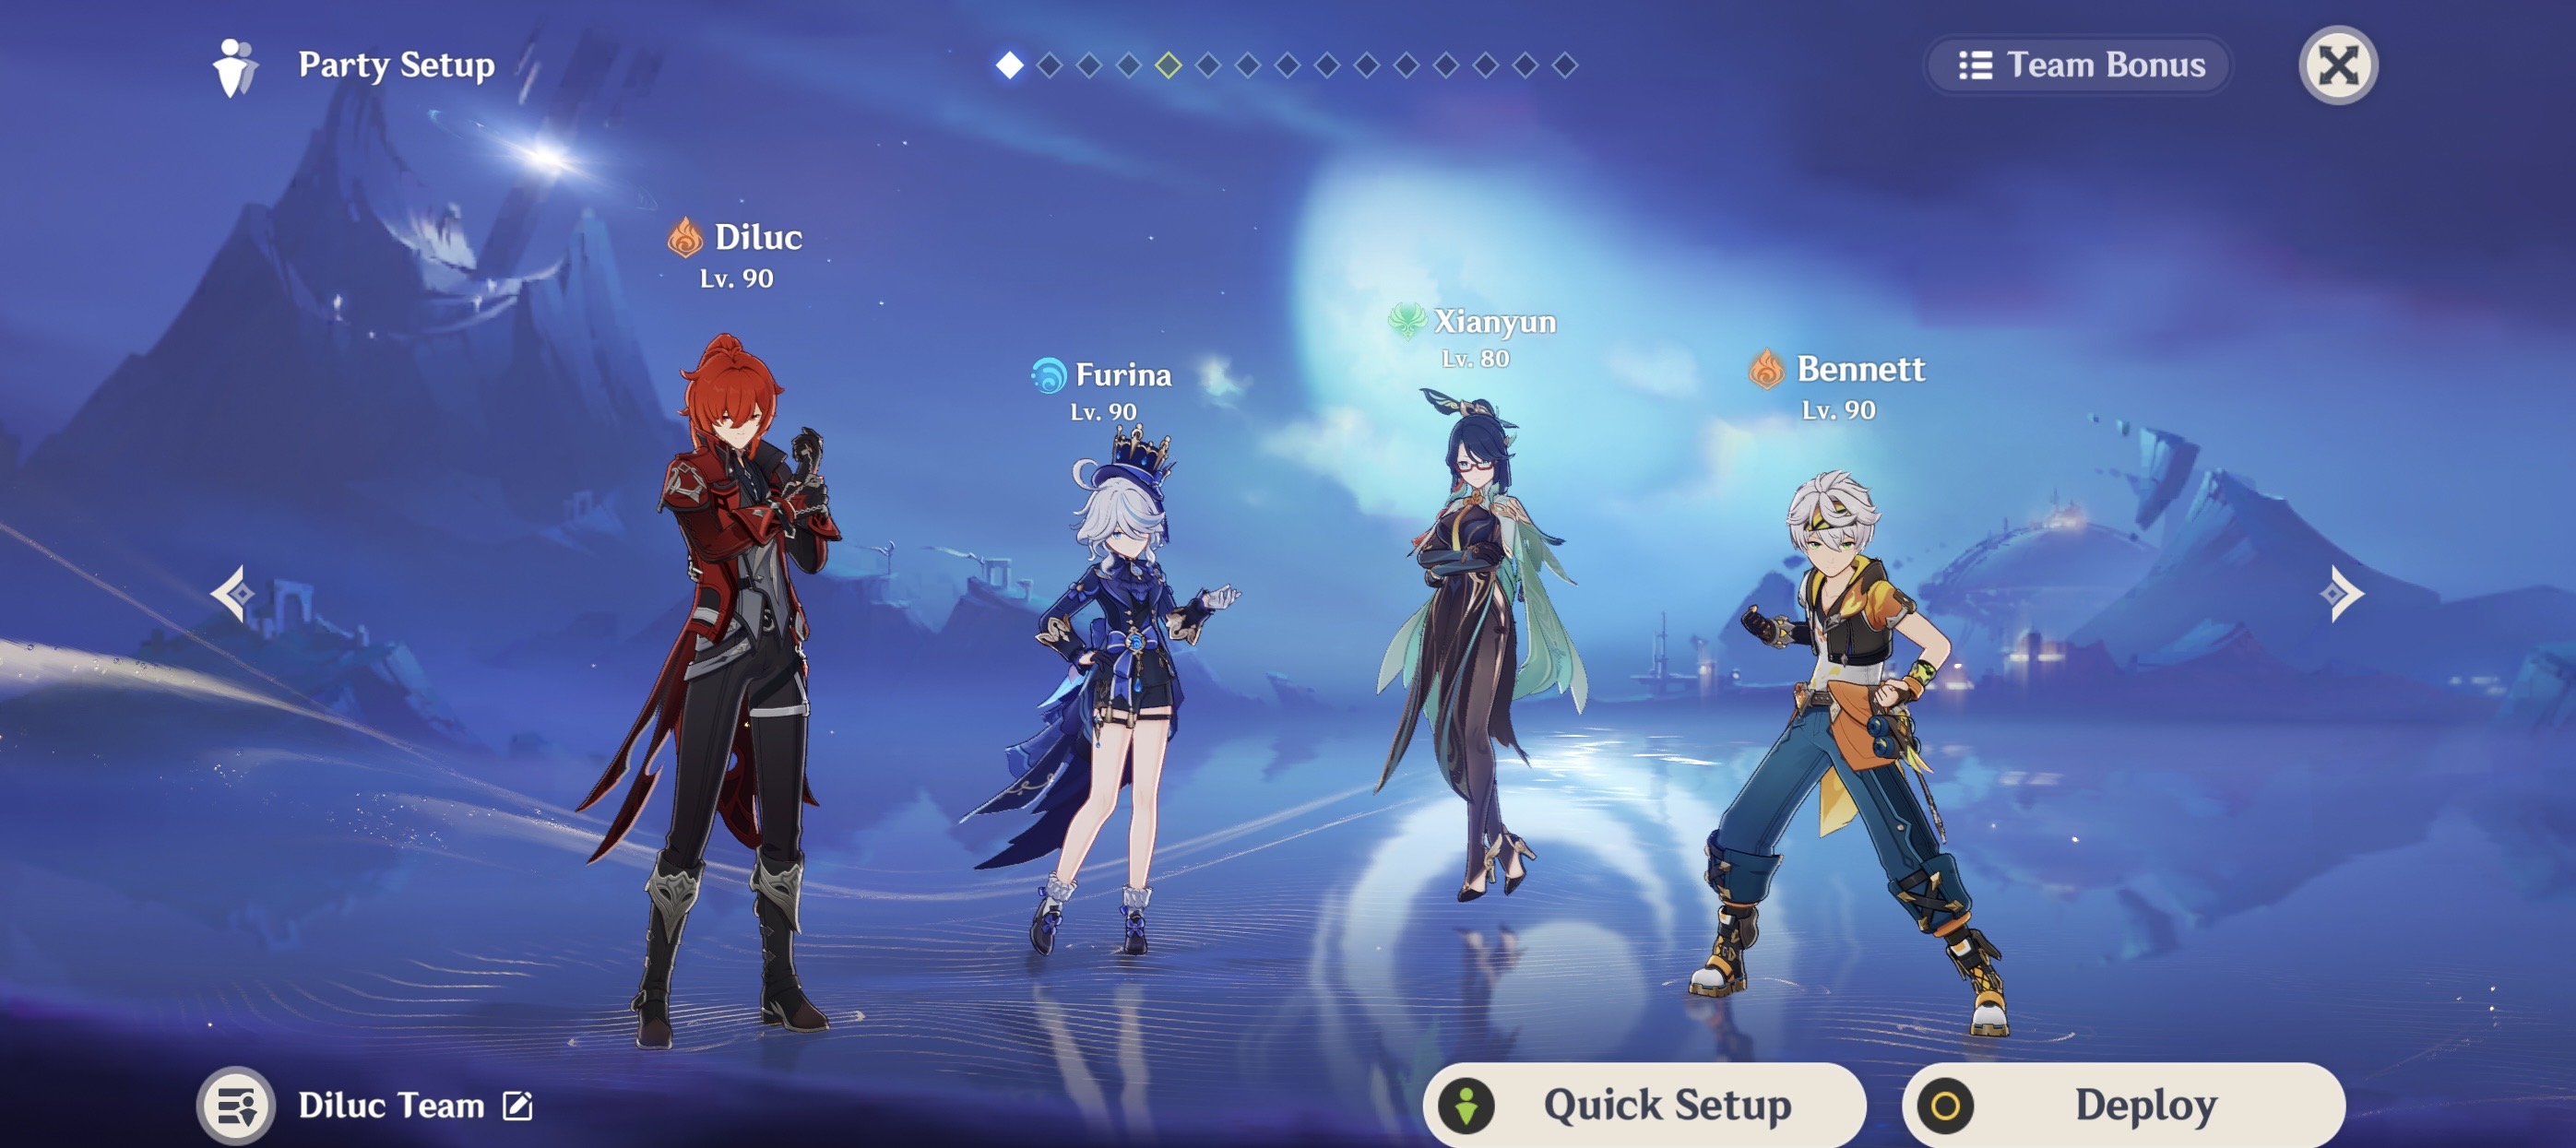 Party Setup
Team Bonus
Diluc
Lv. 90
Furina
Lv. 90
Xianyun
Lv. 80
Bennett
Lv. 90
Diluc Team
Quick Setup
Deploy